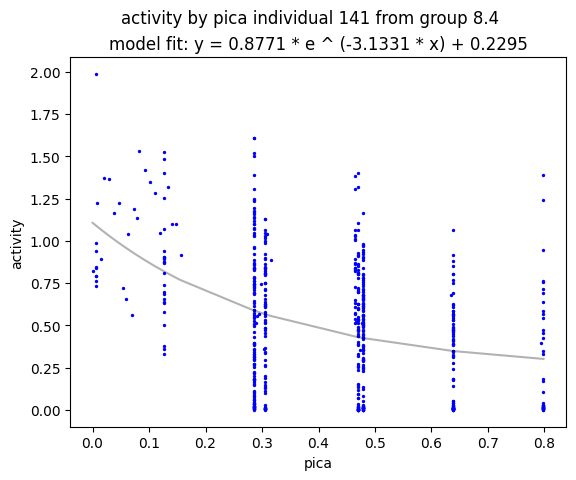 activity by pica individual 141 from group 8.4
model fit: y = 0.8771 * e ^ (-3.1331 * x) + 0.2295
activity
2.00
1.75
1.50
1.25
1.00
0.75
0.50
0.25
0.00
0.0 0.1 0.2 0.3 0.4 0.5 0.6 0.7 0.8
pica